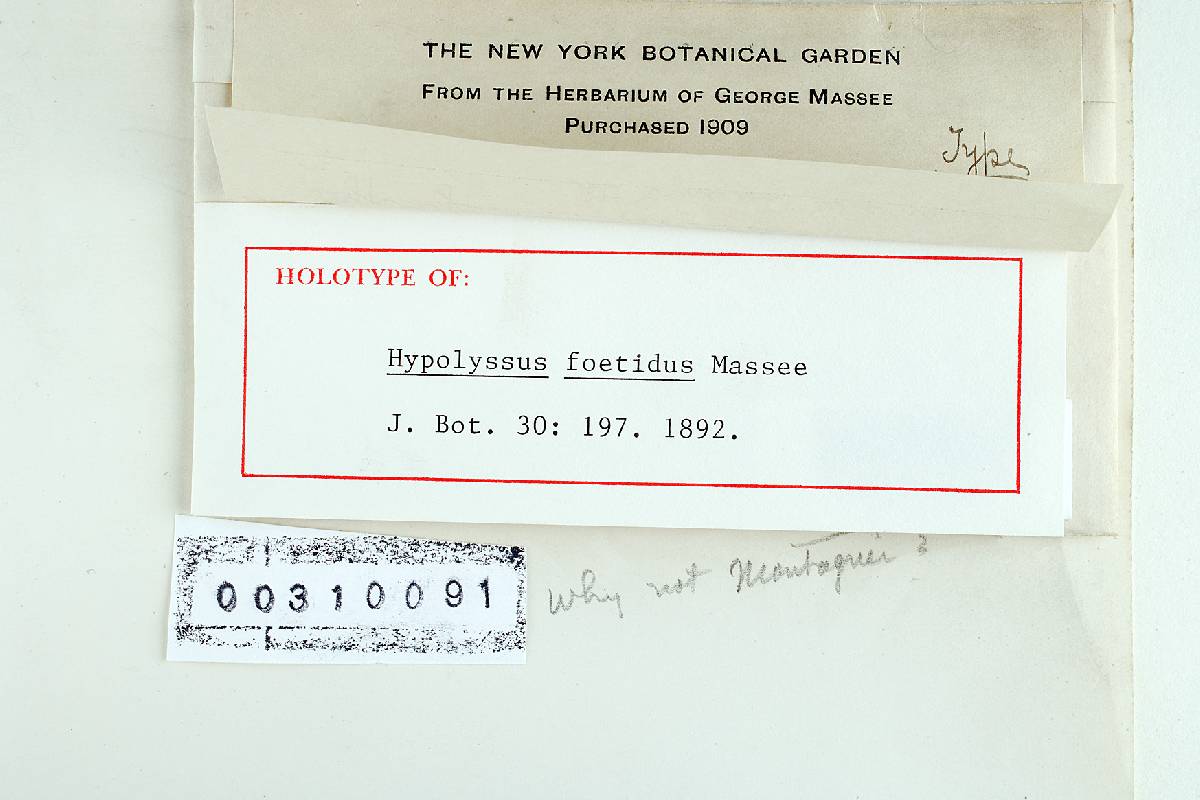 THE NEW YORK BOTANICAL GARDEN
FROM THE HERBARIUM OF GEORGE MASSEE
PURCHASED 1909
Type
HOLOTYPE OF:
Hypolyssus foetidus Massee
J. Bot. 30: 197. 1892.
00310091
Why not Montagnei ?